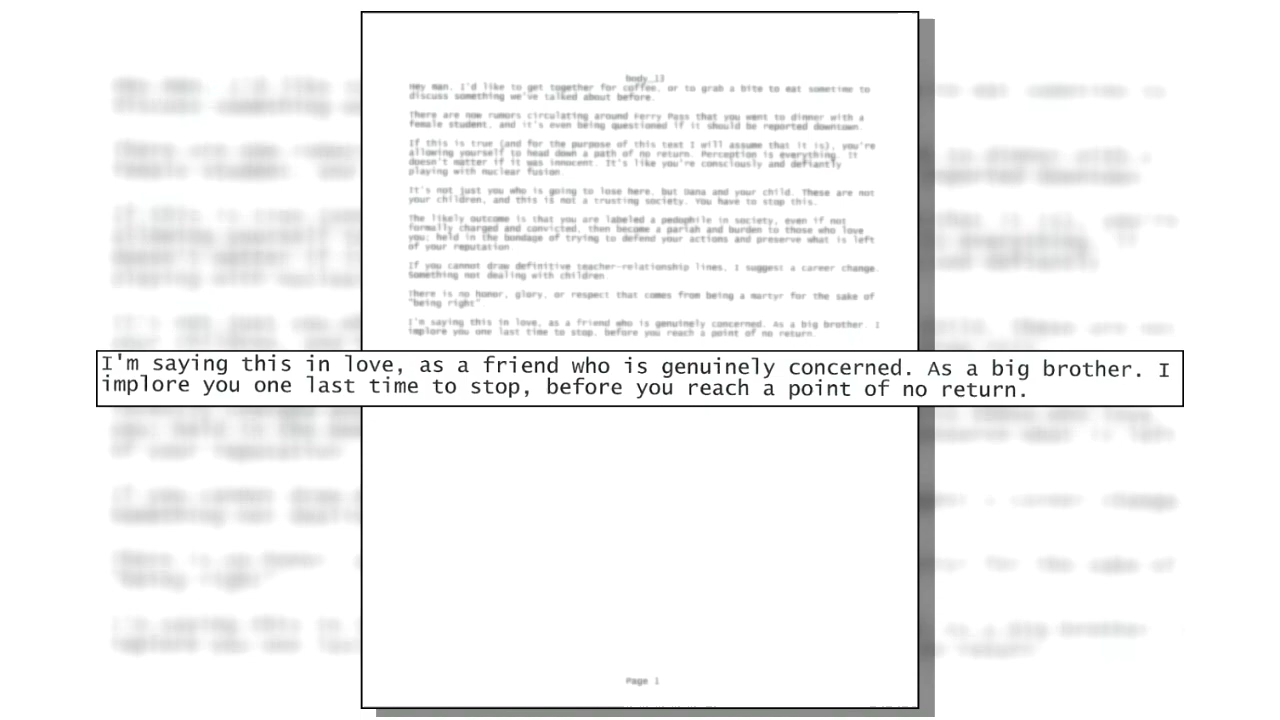 body_13
Hey man, I'd like to get together for coffee, or to grab a bite to eat sometime to
discuss something we've talked about before.
There are now rumors circulating around Ferry Pass that you went to dinner with a
female student, and it's even being questioned if it should be reported downtown.
If this is true (and for the purpose of this text I will assume that it is), you're
allowing yourself to head down a path of no return. Perception is everything. It
doesn't matter if it was innocent. It's like you're consciously and defiantly
playing with nuclear fusion.
It's not just you who is going to lose here, but Dana and your child. These are not
your children, and this is not a trusting society. You have to stop this.
The likely outcome is that you are labeled a pedophile in society, even if not
formally charged and convicted, then become a pariah and burden to those who love
you; held in the bondage of trying to defend your actions and preserve what is left
of your reputation
If you cannot draw definitive teacher-relationship lines, I suggest a career change.
Something not dealing with children
There is no honor, glory, or respect that comes from being a martyr for the sake of
"being right"
I'm saying this in love, as a friend who is genuinely concerned. As a big brother. I
implore you one last time to stop, before you reach a point of no return.
I'm saying this in love, as a friend who is genuinely concerned. As a big brother. I
implore you one last time to stop, before you reach a point of no return.
Page 1